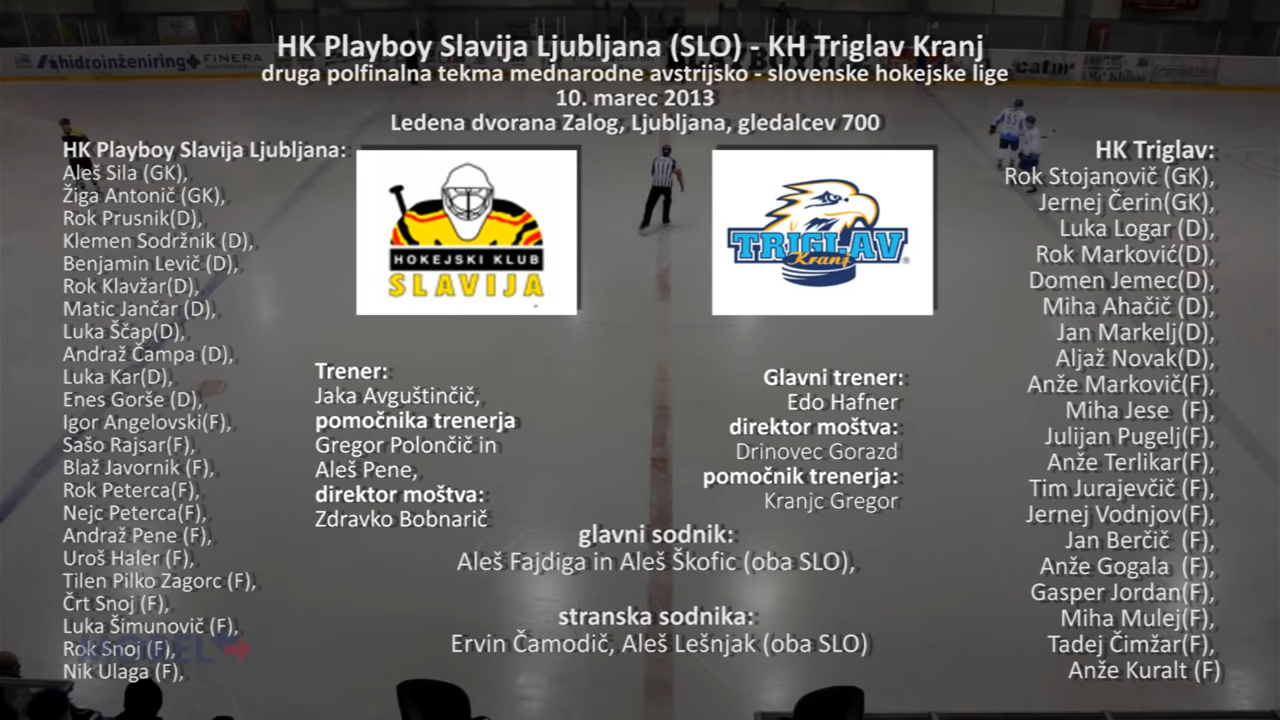 HK Playboy Slavija Ljubljana (SLO) - KH Triglav Kranj
druga polfinalna tekma mednarodne avstrijsko - slovenske hokejske lige
10. marec 2013
Ledena dvorana Zalog, Ljubljana, gledalcev 700
hidroinženiring
FINERA
HK Playboy Slavija Ljubljana:
Aleš Sila (GK),
Žiga Antonič (GK),
Rok Prusnik(D),
Klemen Sodržnik (D),
Benjamin Levič (D),
Rok Klavžar(D),
Matic Jančar (D),
Luka Ščap(D),
Andraž Čampa (D),
Luka Kar(D),
Enes Gorše (D),
Igor Angelovski(F),
Sašo Rajsar(F),
Blaž Javornik (F),
Rok Peterca(F),
Nejc Peterca(F),
Andraž Pene (F),
Uroš Haler (F),
Tilen Pilko Zagorc (F),
Črt Snoj (F),
Luka Šimunovič (F),
Rok Snoj (F),
Nik Ulaga (F),
HOKEJSKI KLUB
SLAVIJA
TRIGLAV
Kranj
®
Trener:
Jaka Avguštinčič,
pomočnika trenerja
Gregor Polončič in
Aleš Pene,
direktor moštva:
Zdravko Bobnarič
Glavni trener:
Edo Hafner
direktor moštva:
Drinovec Gorazd
pomočnik trenerja:
Kranjc Gregor
glavni sodnik:
Aleš Fajdiga in Aleš Škofic (oba SLO),
stranska sodnika:
Ervin Čamodič, Aleš Lešnjak (oba SLO)
HK Triglav:
Rok Stojanovič (GK),
Jernej Čerin(GK),
Luka Logar (D),
Rok Marković(D),
Domen Jemec(D),
Miha Ahačič (D),
Jan Markelj(D),
Aljaž Novak(D),
Anže Markovič(F),
Miha Jese (F),
Julijan Pugelj(F),
Anže Terlikar(F),
Tim Jurajevčič (F),
Jernej Vodnjov(F),
Jan Berčič (F),
Anže Gogala (F),
Gasper Jordan(F),
Miha Mulej(F),
Tadej Čimžar(F),
Anže Kuralt (F)